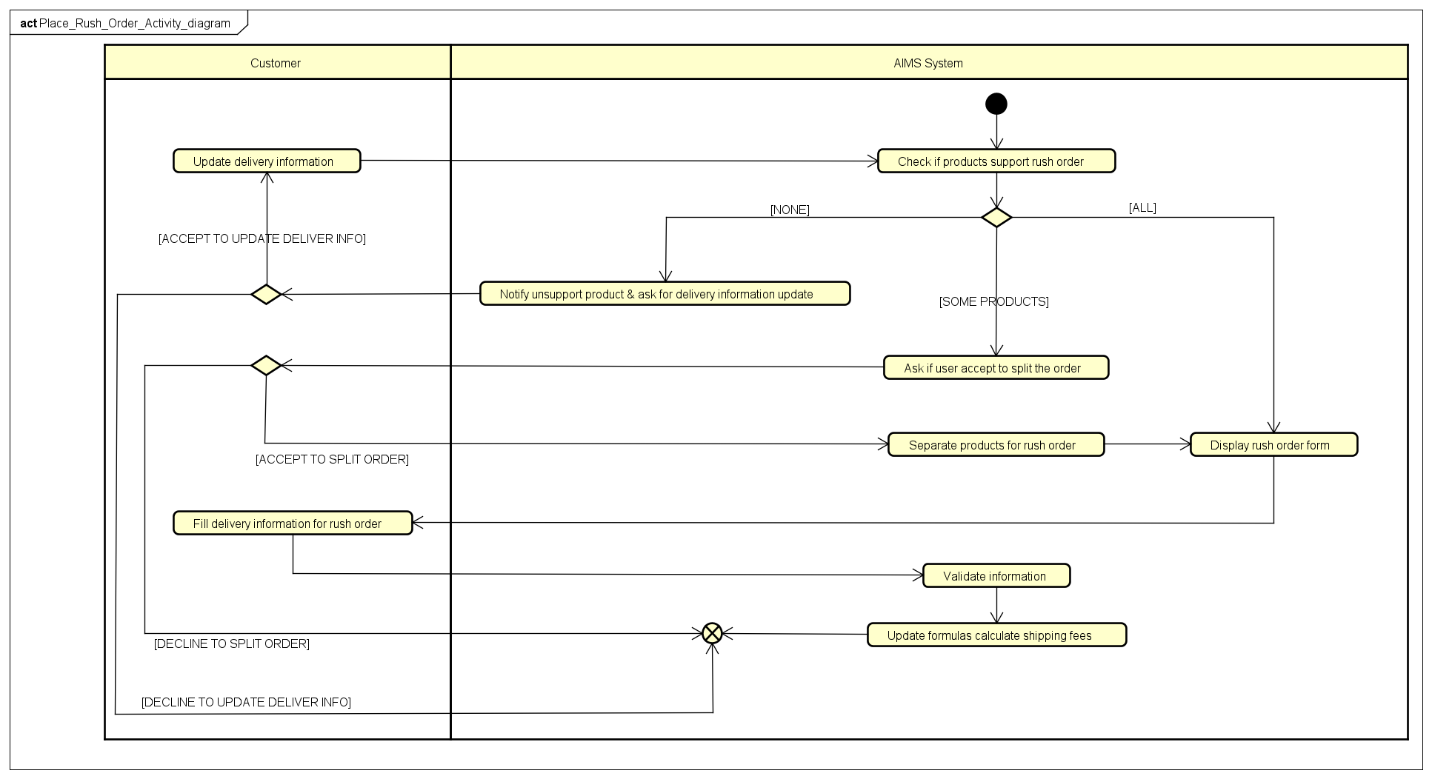 act Place_Rush_Order_Activity_diagram
Customer
AIMS System
Update delivery information
Check if products support rush order
[NONE]
[ALL]
[ACCEPT TO UPDATE DELIVER INFO]
Notify unsupport product & ask for delivery information update
[SOME PRODUCTS]
Ask if user accept to split the order
Separate products for rush order
Display rush order form
[ACCEPT TO SPLIT ORDER]
Fill delivery information for rush order
Validate information
Update formulas calculate shipping fees
[DECLINE TO SPLIT ORDER]
[DECLINE TO UPDATE DELIVER INFO]